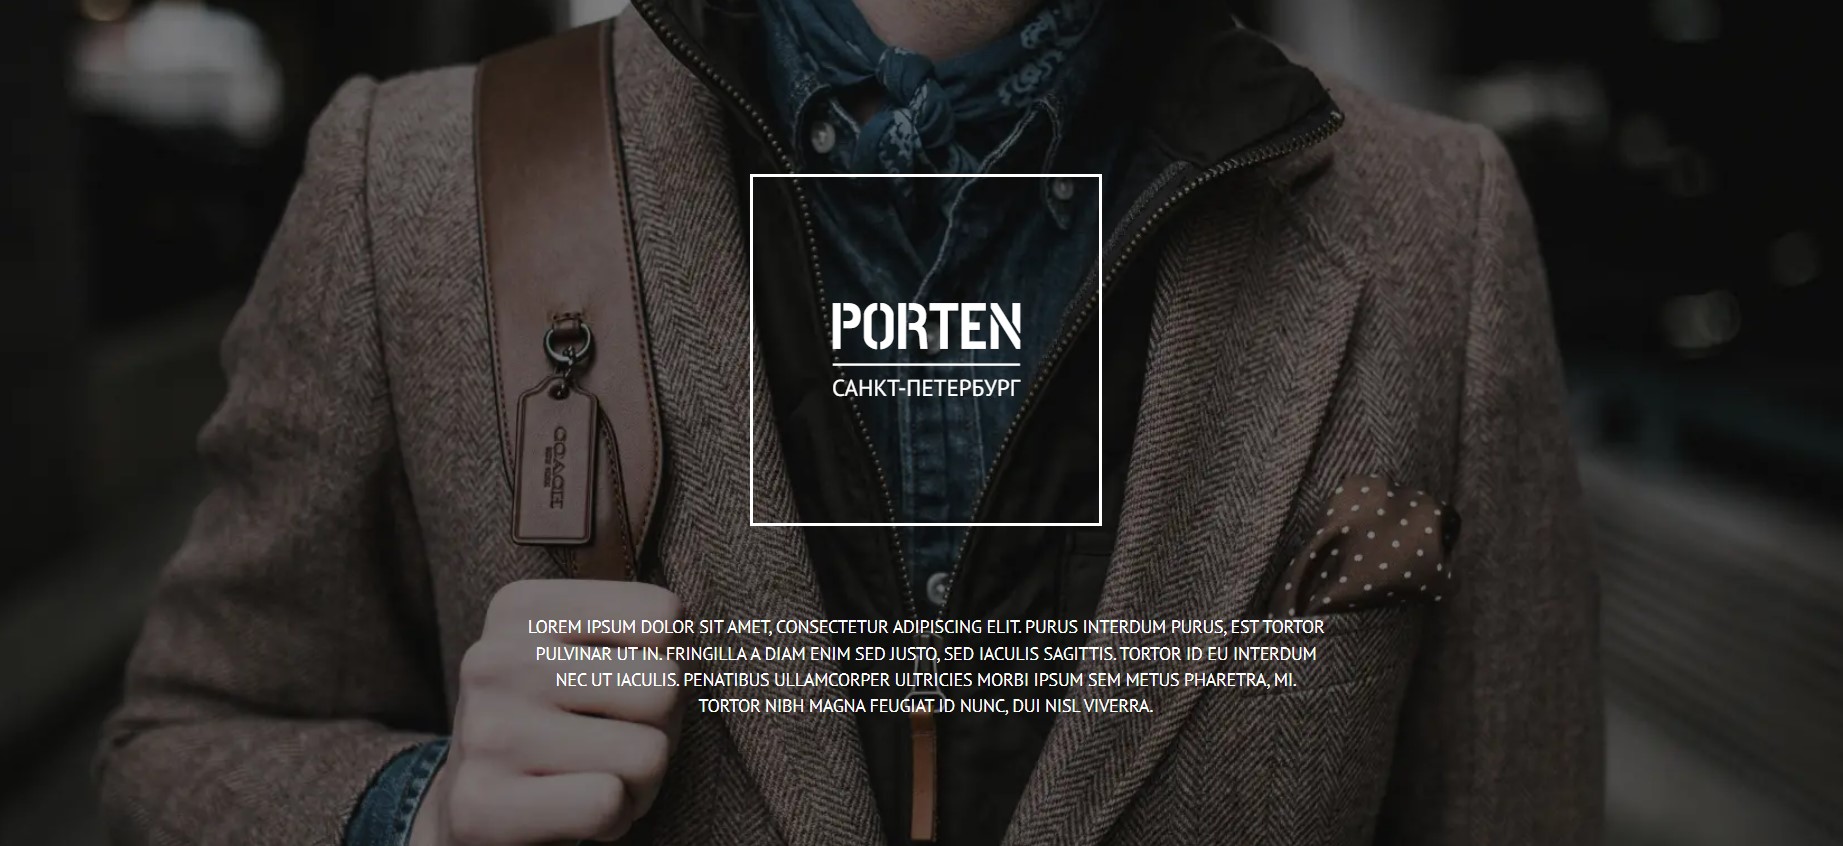 PORTEN
САНКТ-ПЕТЕРБУРГ
COACH
LOREM IPSUM DOLOR SIT AMET, CONSECTETUR ADIPISCING ELIT. PURUS INTERDUM PURUS, EST TORTOR
PULVINAR UT IN. FRINGILLA A DIAM ENIM SED JUSTO, SED IACULIS SAGITTIS. TORTOR ID EU INTERDUM
NEC UT IACULIS. PENATIBUS ULLAMCORPER ULTRICIES MORBI IPSUM SEM METUS PHARETRA, MI.
TORTOR NIBH MAGNA FEUGIAT ID NUNC, DUI NISL VIVERRA.